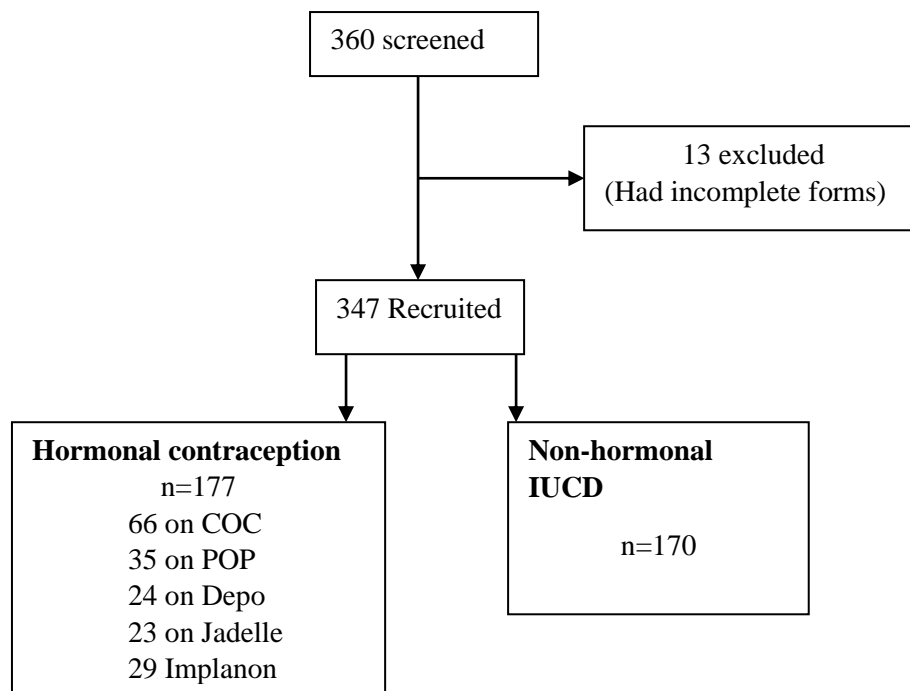 360 screened
13 excluded
(Had incomplete forms)
347 Recruited
Hormonal contraception
n=177
66 on COC
35 on POP
24 on Depo
23 on Jadelle
29 Implanon
Non-hormonal
IUCD
n=170